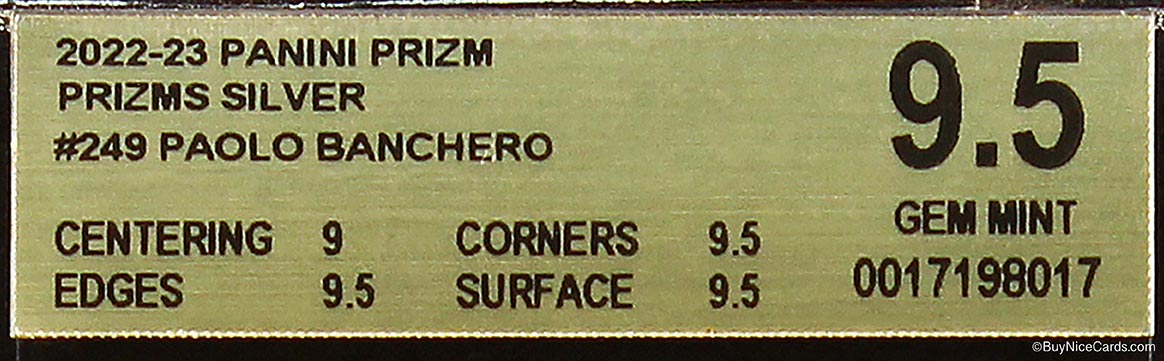 2022-23 PANINI PRIZM
PRIZMS SILVER
#249 PAOLO BANCHERO
9.5
GEM MINT
0017198017
CENTERING 9 CORNERS 9.5
EDGES 9.5 SURFACE 9.5
©BuyNiceCards.com